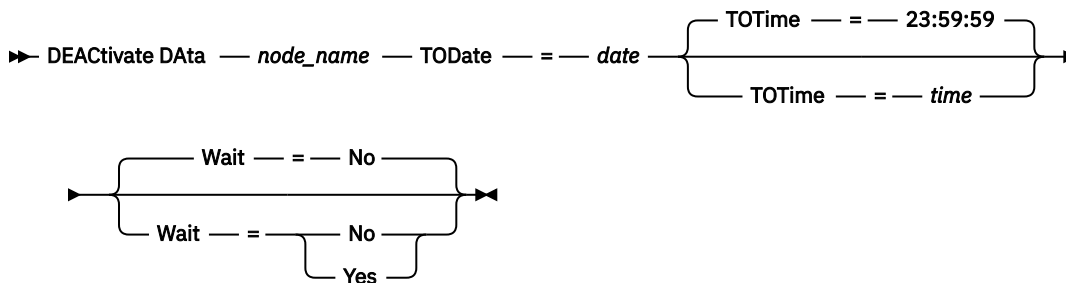 TOTime = 23:59:59
DEACtivate DAta node_name TODate = date
TOTime = time
Wait = No
Wait = No
Yes